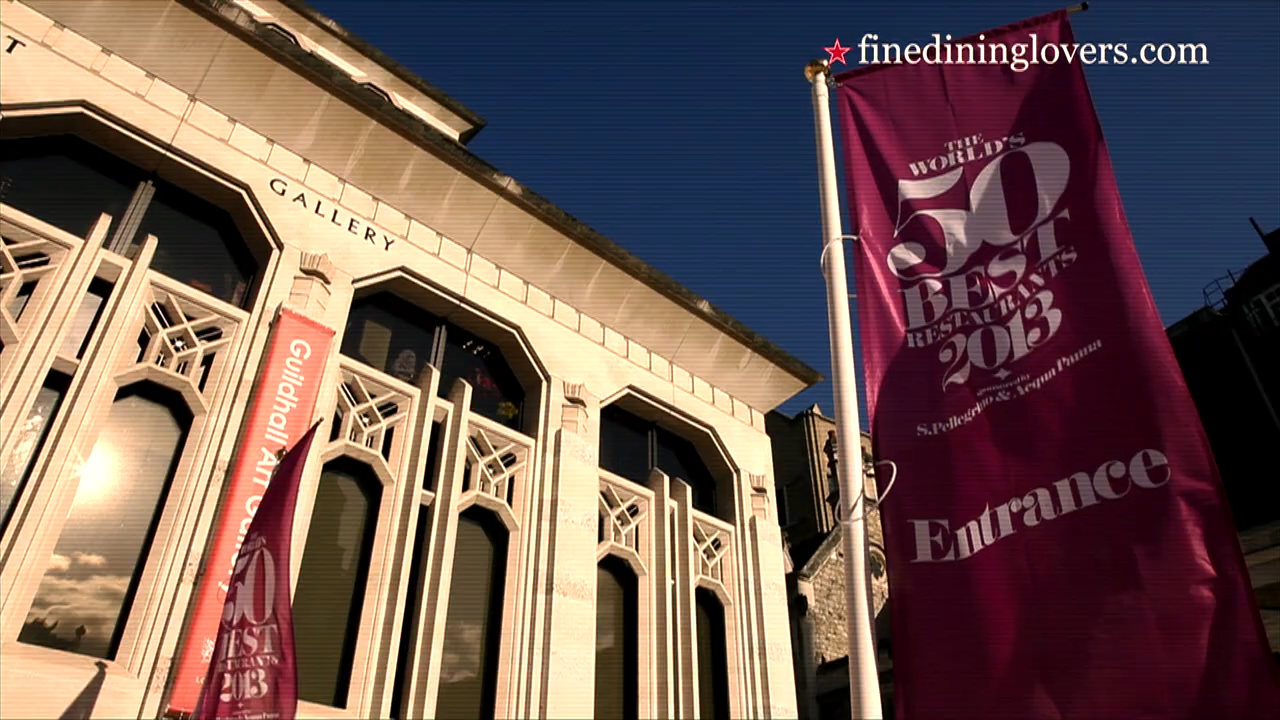 finedininglovers.com
T
GALLERY
Guildhall Art Gallery
THE
WORLD'S
50
BEST
RESTAURANTS
2013
sponsored by
S.Pellegrino & Acqua Panna
Entrance
50
BEST
RESTAURANTS
2013